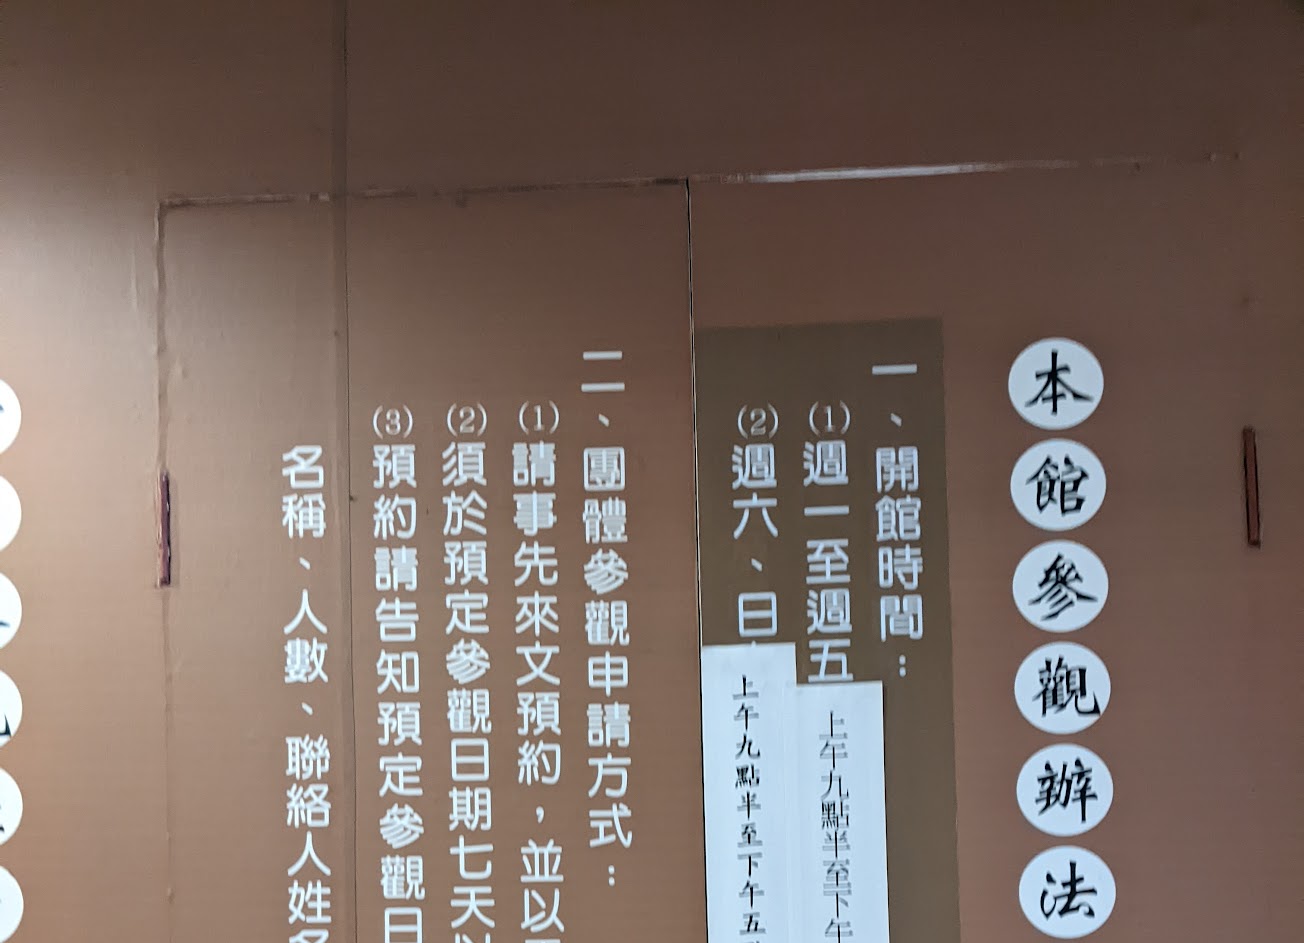 本館參觀辦法
一、開館時間：
(1)週一至週五
上午九點半至下午
(2)週六、日
上午九點半至下午五
二、團體參觀申請方式：
(1)請事先來文預約，並以
(2)須於預定參觀日期七天
(3)預約請告知預定參觀日
名稱、人數、聯絡人姓